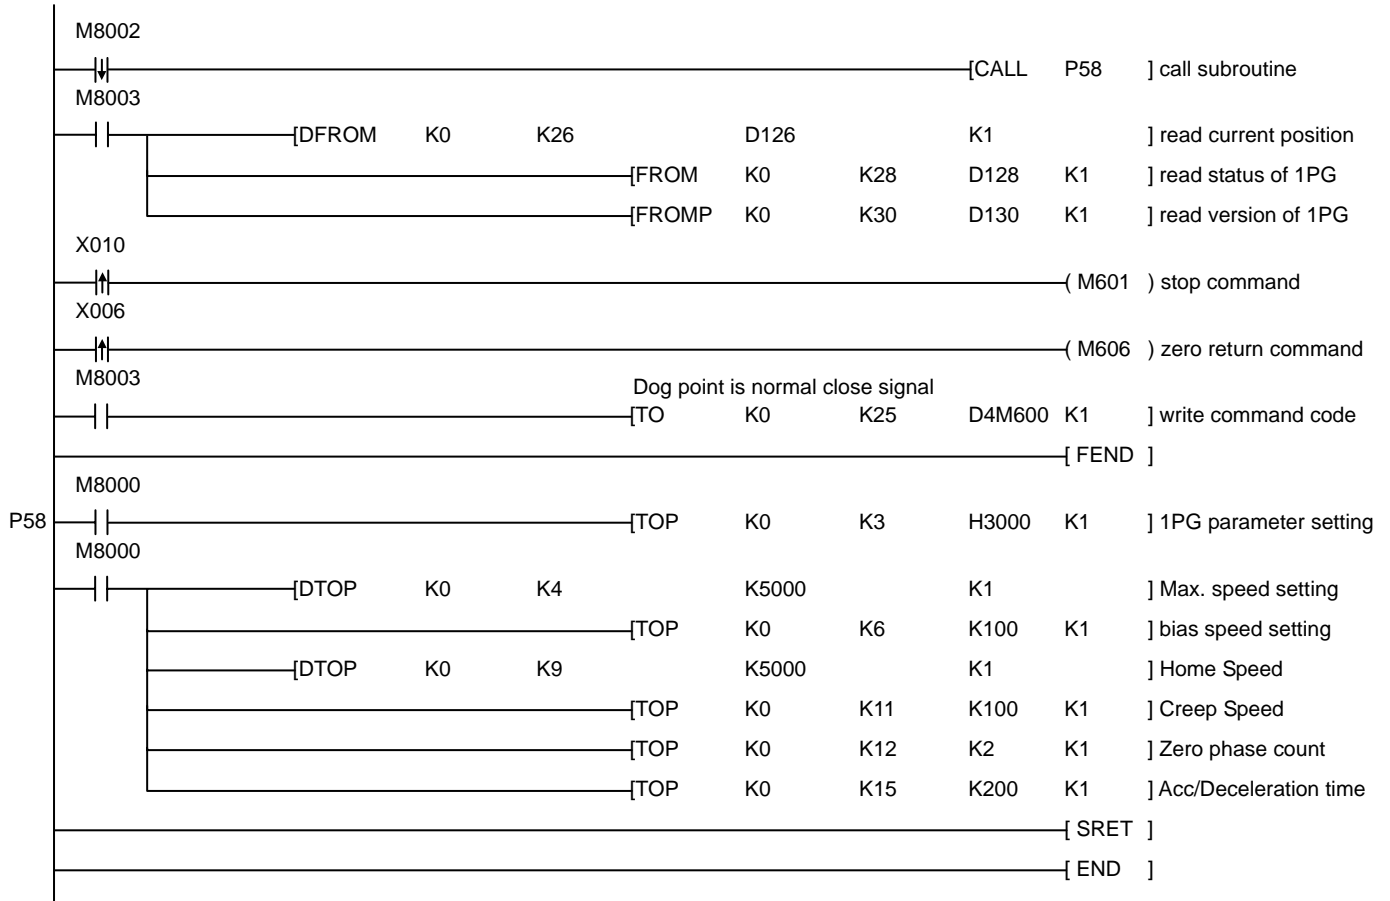 M8002
[CALL P58 ] call subroutine
M8003
[DFROM K0 K26 D126 K1 ] read current position
[FROM K0 K28 D128 K1 ] read status of 1PG
[FROMP K0 K30 D130 K1 ] read version of 1PG
X010
( M601 ) stop command
X006
( M606 ) zero return command
M8003
Dog point is normal close signal
[TO K0 K25 D4M600 K1 ] write command code
[ FEND ]
M8000
P58 [TOP K0 K3 H3000 K1 ] 1PG parameter setting
M8000
[DTOP K0 K4 K5000 K1 ] Max. speed setting
[TOP K0 K6 K100 K1 ] bias speed setting
[DTOP K0 K9 K5000 K1 ] Home Speed
[TOP K0 K11 K100 K1 ] Creep Speed
[TOP K0 K12 K2 K1 ] Zero phase count
[TOP K0 K15 K200 K1 ] Acc/Deceleration time
[ SRET ]
[ END ]